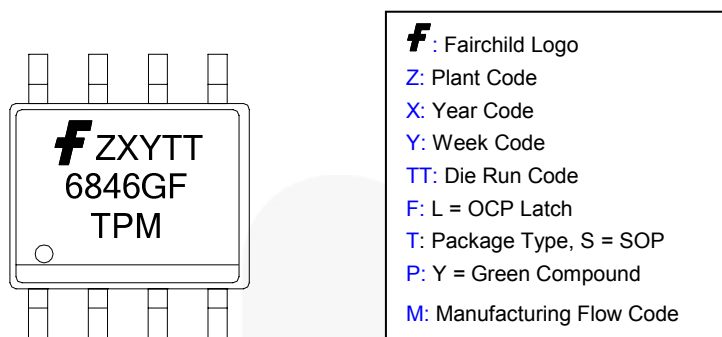 ZXYTT
6846GF
TPM
: Fairchild Logo
Z: Plant Code
X: Year Code
Y: Week Code
TT: Die Run Code
F: L = OCP Latch
T: Package Type, S = SOP
P: Y = Green Compound
M: Manufacturing Flow Code